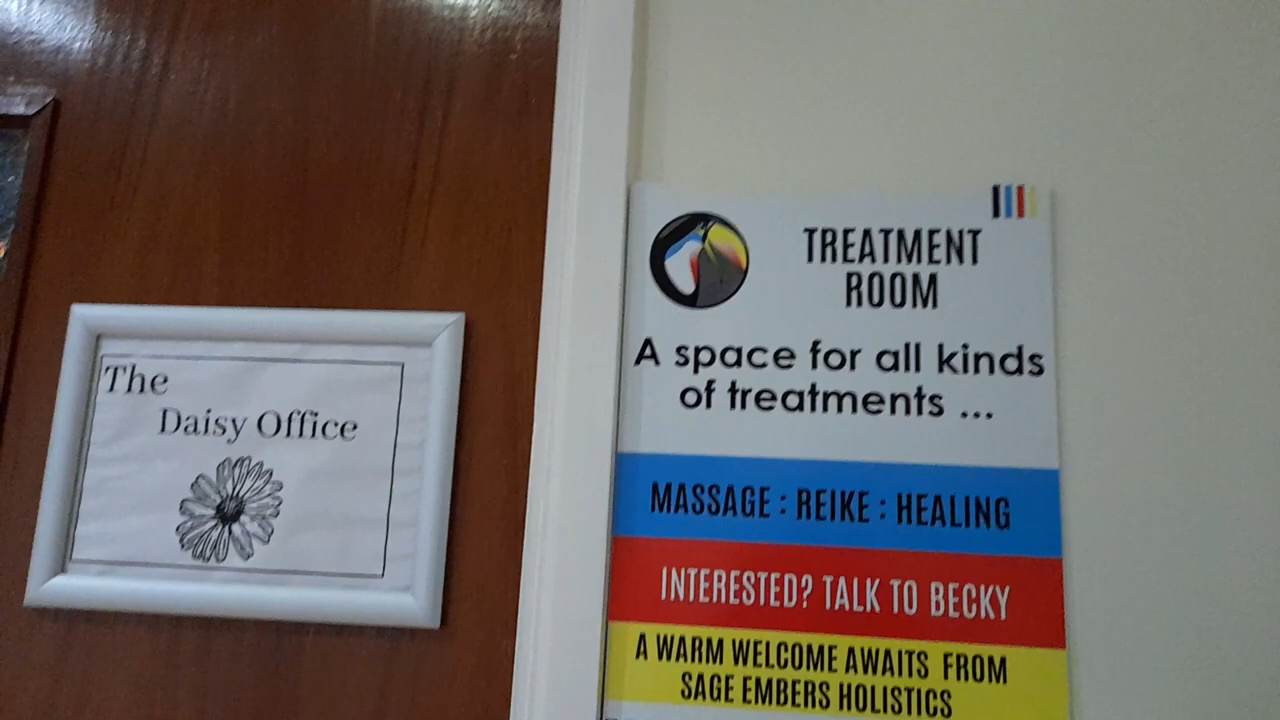 The
Daisy Office
TREATMENT
ROOM
A space for all kinds
of treatments ...
MASSAGE : REIKE : HEALING
INTERESTED? TALK TO BECKY
A WARM WELCOME AWAITS FROM
SAGE EMBERS HOLISTICS